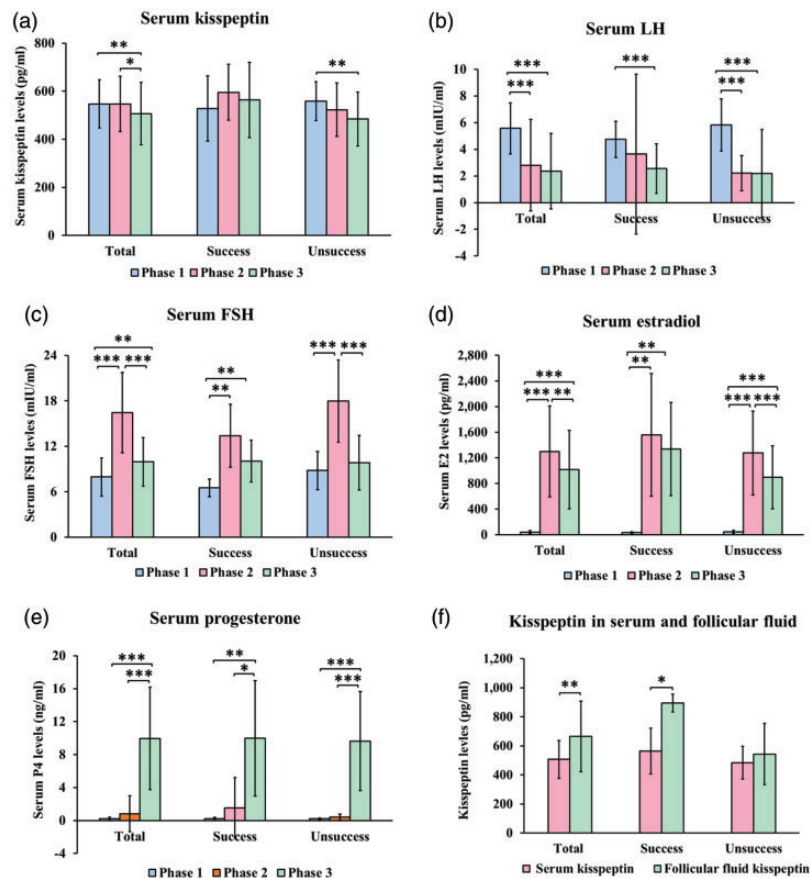 (a)
Serum kisspeptin
Serum kisspeptin levels (pg/ml)
800
600
400
200
0
**
*
**
Total
Success
Unsuccess
Phase 1 Phase 2 Phase 3
(b)
Serum LH
Serum LH levels (mIU/ml)
10
8
6
4
2
0
-2
-4
***
***
***
***
***
Total
Success
Unsuccess
Phase 1 Phase 2 Phase 3
(c)
Serum FSH
Serum FSH levles (mIU/ml)
24
18
12
6
0
**
*** ***
**
**
*** ***
Total
Success
Unsuccess
Phase 1 Phase 2 Phase 3
(d)
Serum estradiol
Serum E2 levels (pg/ml)
2,800
2,400
2,000
1,600
1,200
800
400
0
***
*** **
**
**
***
*** ***
Total
Success
Unsuccess
Phase 1 Phase 2 Phase 3
(e)
Serum progesterone
Serum P4 levels (ng/ml)
20
16
12
8
4
0
-4
***
***
**
*
***
***
Total
Success
Unsuccess
Phase 1 Phase 2 Phase 3
(f)
Kisspeptin in serum and follicular fluid
Kisspeptin levels (pg/ml)
1,200
1,000
800
600
400
200
0
**
*
Total
Success
Unsuccess
Serum kisspeptin Follicular fluid kisspeptin